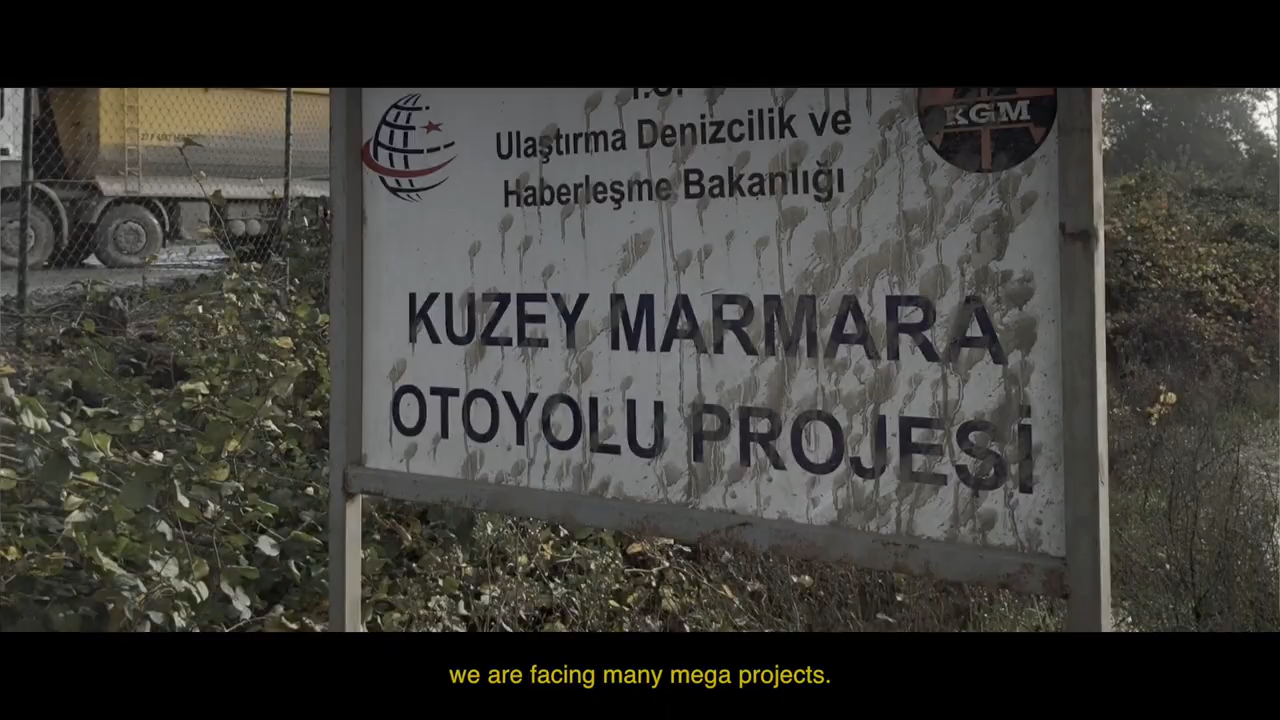 T.C.
Ulaştırma Denizcilik ve
Haberleşme Bakanlığı
KGM
KUZEY MARMARA
OTOYOLU PROJESİ
we are facing many mega projects.